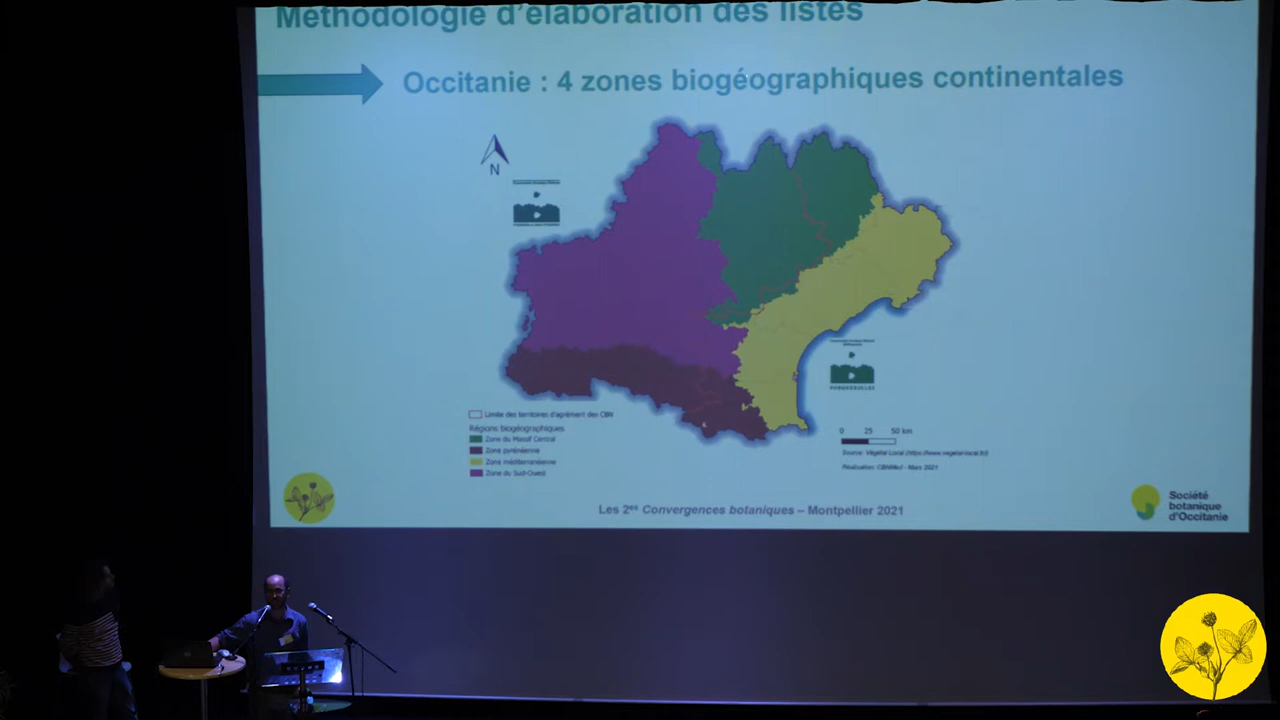 Méthodologie d'élaboration des listes
Occitanie : 4 zones biogéographiques continentales
N
PORQUEROLLES
Limite des territoires d'agrément des CBN
Régions biogéographiques
Zone du Massif Central
Zone pyrénéenne
Zone méditerranéenne
Zone du Sud-Ouest
0 25 50 km
Source: Végétal Local (https://www.vegetal-local.fr/)
Réalisation: CBNMed - Mars 2021
Les 2es Convergences botaniques – Montpellier 2021
Société
botanique
d'Occitanie